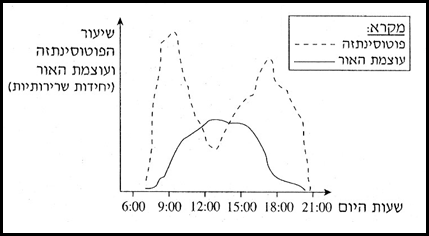 שיעור
הפוטוסינתזה
ועוצמת האור
(יחידות שרירותיות)
מקרא:
פוטוסינתזה
עוצמת האור
6:00 9:00 12:00 15:00 18:00 21:00 שעות היום